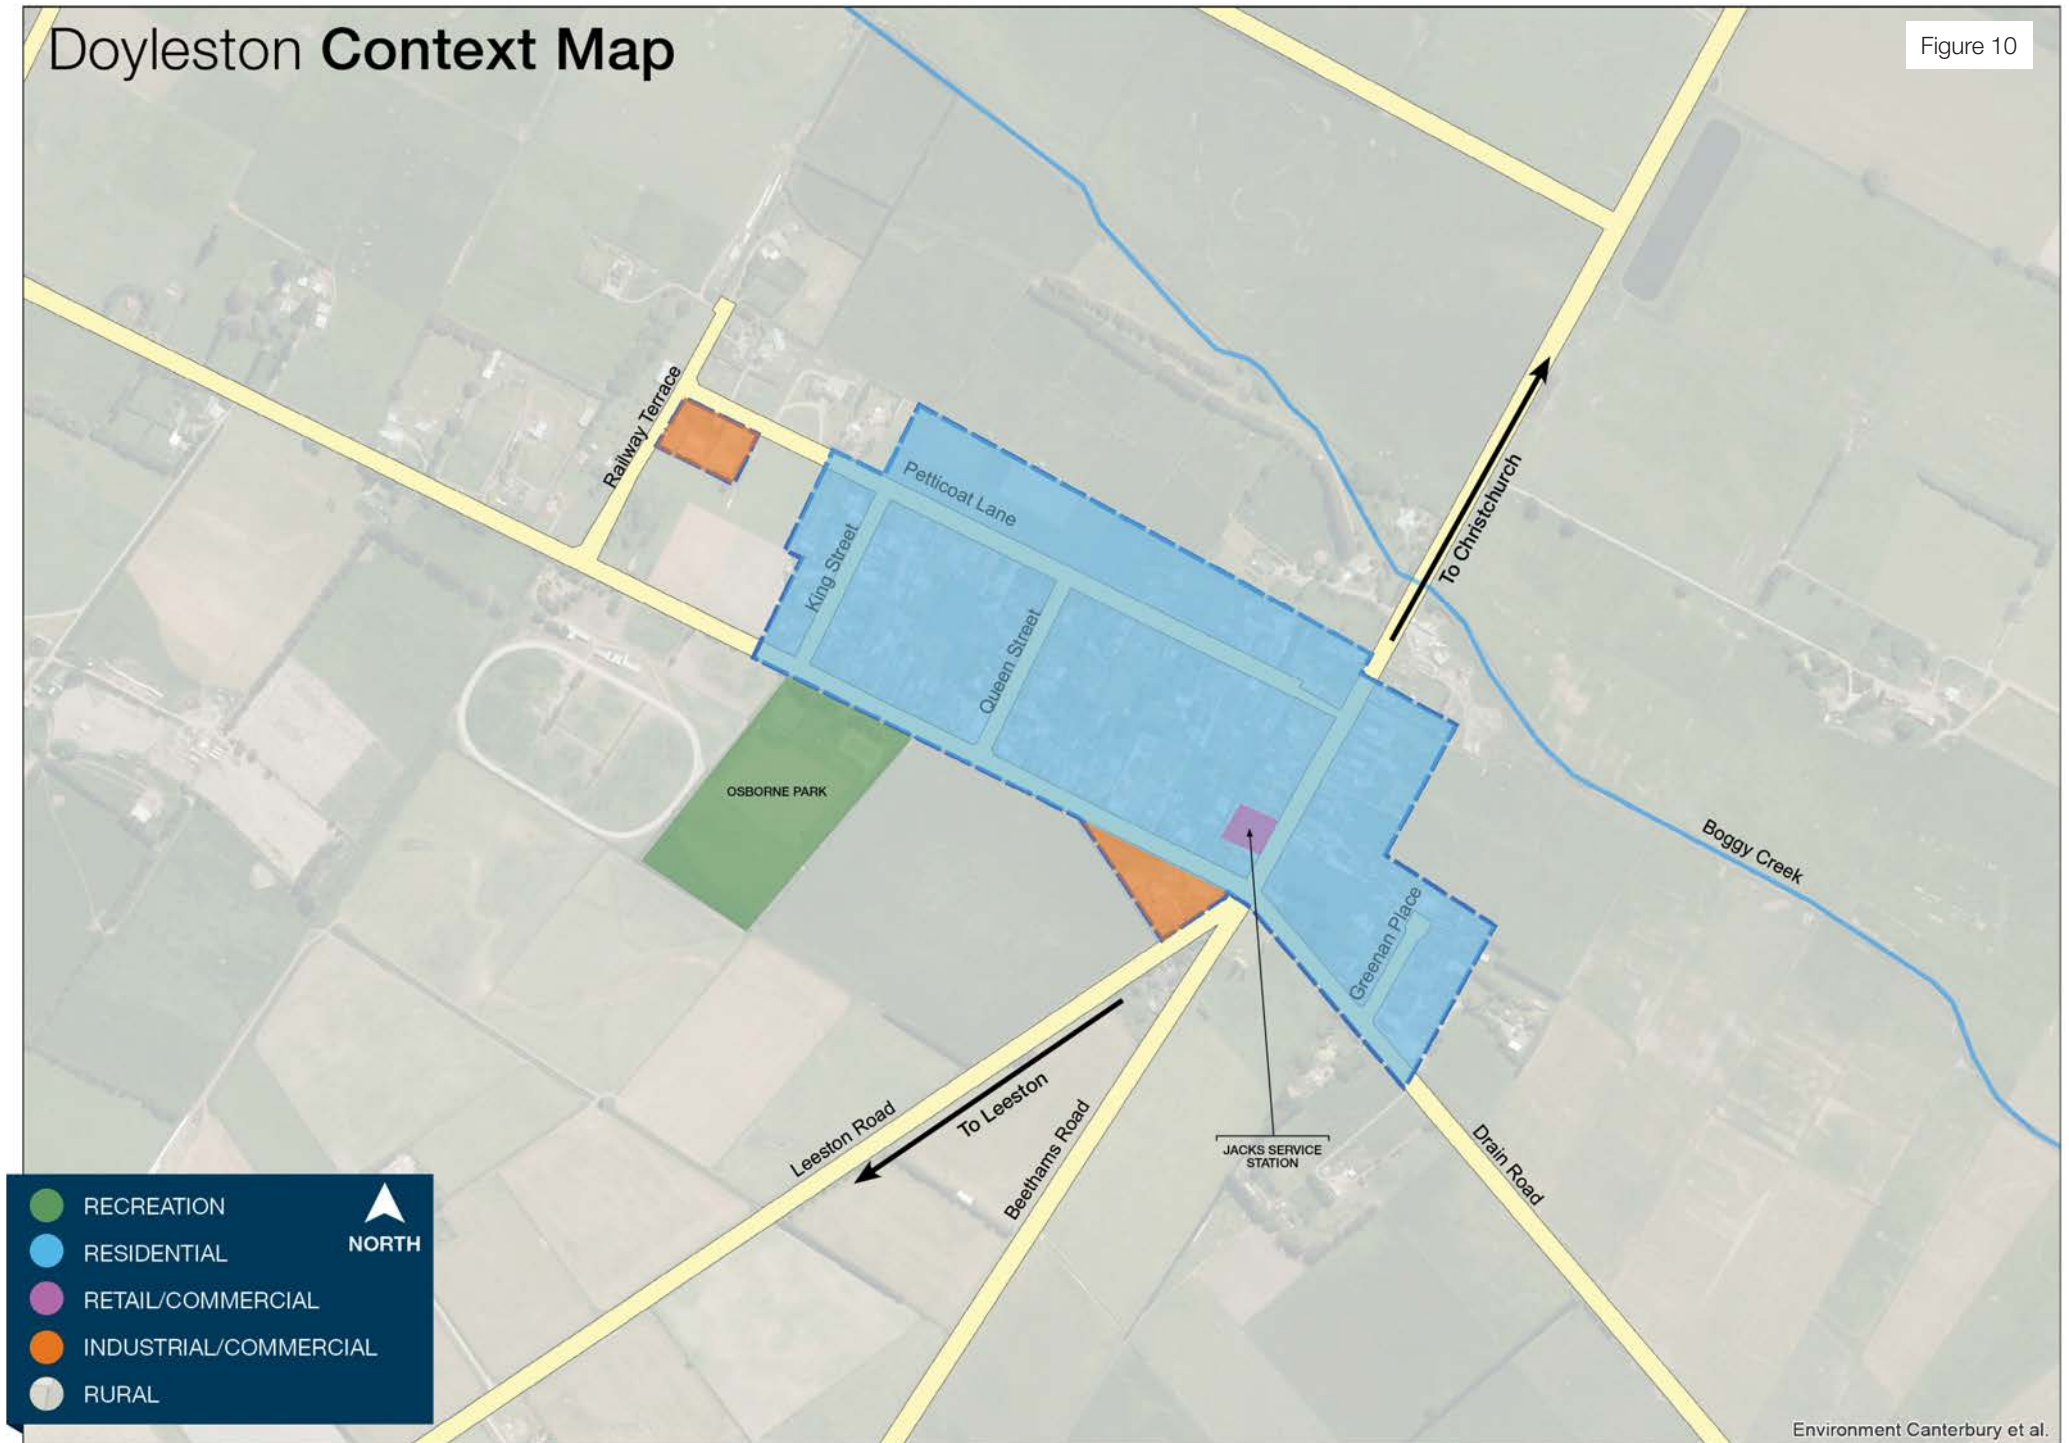 Doyleston Context Map
Figure 10
Railway Terrace
Petticoat Lane
King Street
Queen Street
To Christchurch
OSBORNE PARK
Boggy Creek
Greenan Place
Leeston Road
To Leeston
Beethams Road
JACKS SERVICE
STATION
Drain Road
RECREATION
RESIDENTIAL
RETAIL/COMMERCIAL
INDUSTRIAL/COMMERCIAL
RURAL
NORTH
Environment Canterbury et al.